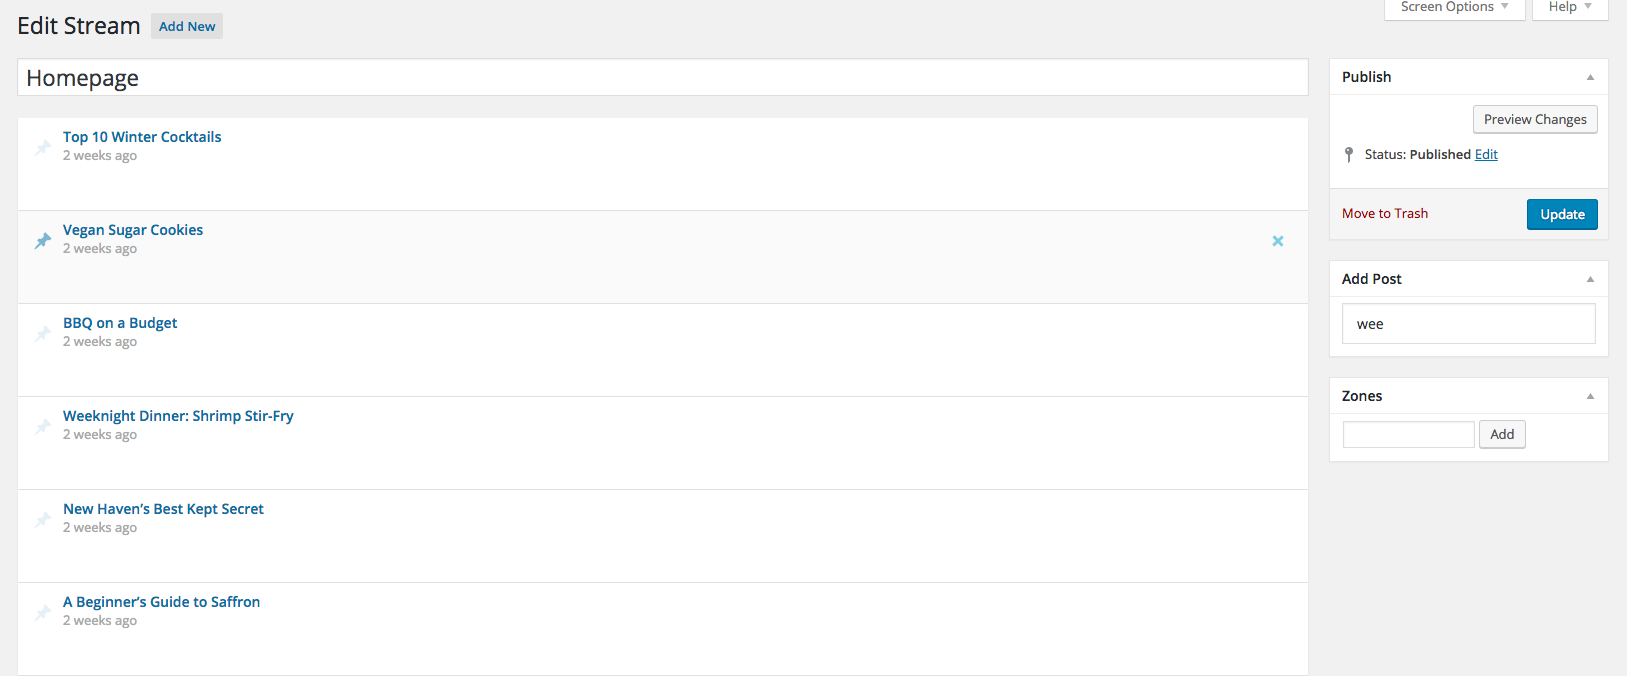 Edit Stream Add New
Screen Options Help
Homepage
Top 10 Winter Cocktails
2 weeks ago
Vegan Sugar Cookies
2 weeks ago
BBQ on a Budget
2 weeks ago
Weeknight Dinner: Shrimp Stir-Fry
2 weeks ago
New Haven’s Best Kept Secret
2 weeks ago
A Beginner’s Guide to Saffron
2 weeks ago
Publish
Preview Changes
Status: Published Edit
Move to Trash Update
Add Post
wee
Zones
Add